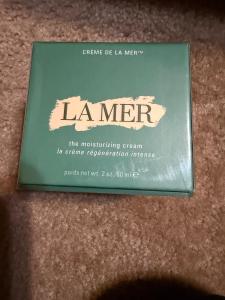 CRÈME DE LA MER™
LA MER
the moisturizing cream
la crème régénération intense
poids net wt. 2 oz. 60 ml ℮